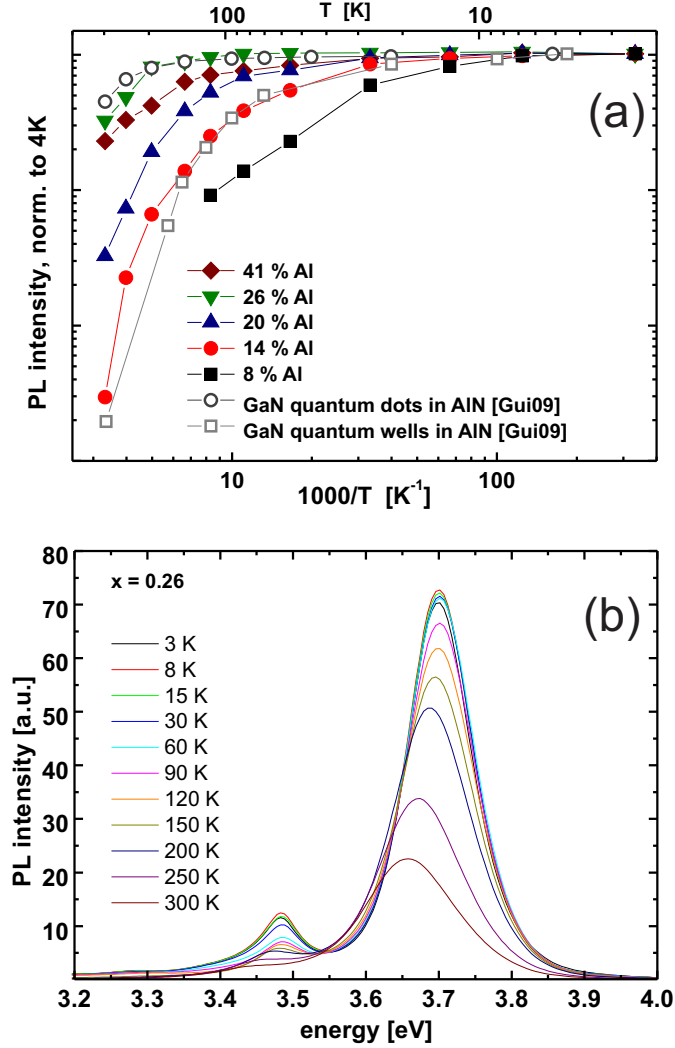 T [K]
100 10
(a)
PL intensity, norm. to 4K
41 % Al
26 % Al
20 % Al
14 % Al
8 % Al
GaN quantum dots in AlN [Gui09]
GaN quantum wells in AlN [Gui09]
10 100
1000/T [K⁻¹]
80
70
60
50
40
30
20
10
PL intensity [a.u.]
x = 0.26
(b)
3 K
8 K
15 K
30 K
60 K
90 K
120 K
150 K
200 K
250 K
300 K
3.2 3.3 3.4 3.5 3.6 3.7 3.8 3.9 4.0
energy [eV]